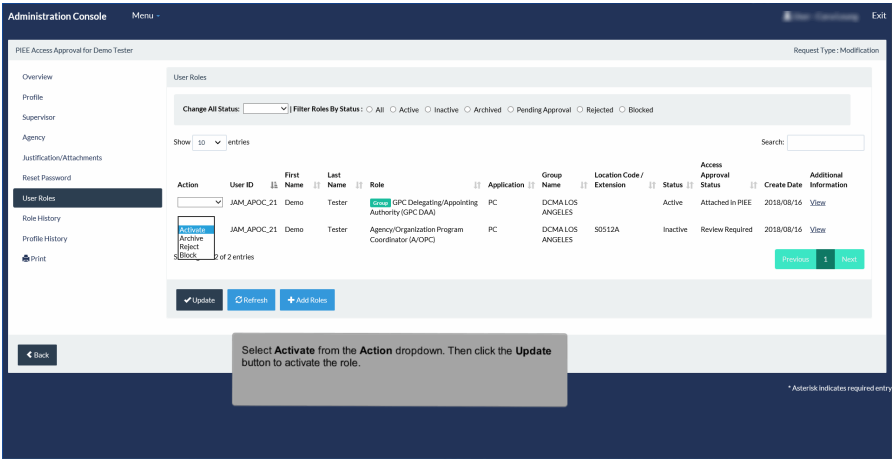 Administration Console Menu Exit
PIEE Access Approval for Demo Tester Request Type : Modification
Overview
Profile
Supervisor
Agency
Justification/Attachments
Reset Password
User Roles
Role History
Profile History
Print
User Roles
Change All Status: | Filter Roles By Status : All Active Inactive Archived Pending Approval Rejected Blocked
Show 10 entries Search:
Action User ID First Name Last Name Role Application Group Name Location Code / Extension Status Access Approval Status Create Date Additional Information
JAM_APOC_21 Demo Tester Group GPC Delegating/Appointing Authority (GPC DAA) PC DCMA LOS ANGELES Active Attached in PIEE 2018/08/16 View
JAM_APOC_21 Demo Tester Agency/Organization Program Coordinator (A/OPC) PC DCMA LOS ANGELES S0512A Inactive Review Required 2018/08/16 View
Activate
Archive
Reject
Block
2 of 2 entries
Previous 1 Next
Update Refresh + Add Roles
Back
Select Activate from the Action dropdown. Then click the Update
button to activate the role.
* Asterisk indicates required entry